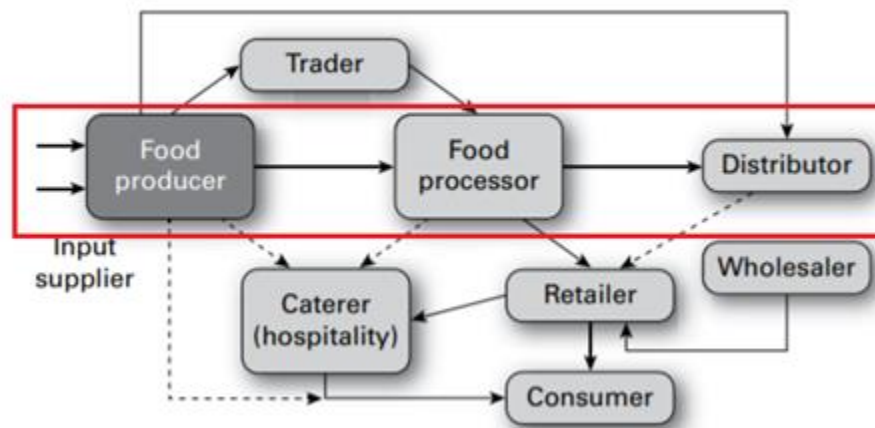 Trader
Food
producer
Food
processor
Distributor
Input
supplier
Caterer
(hospitality)
Retailer
Wholesaler
Consumer